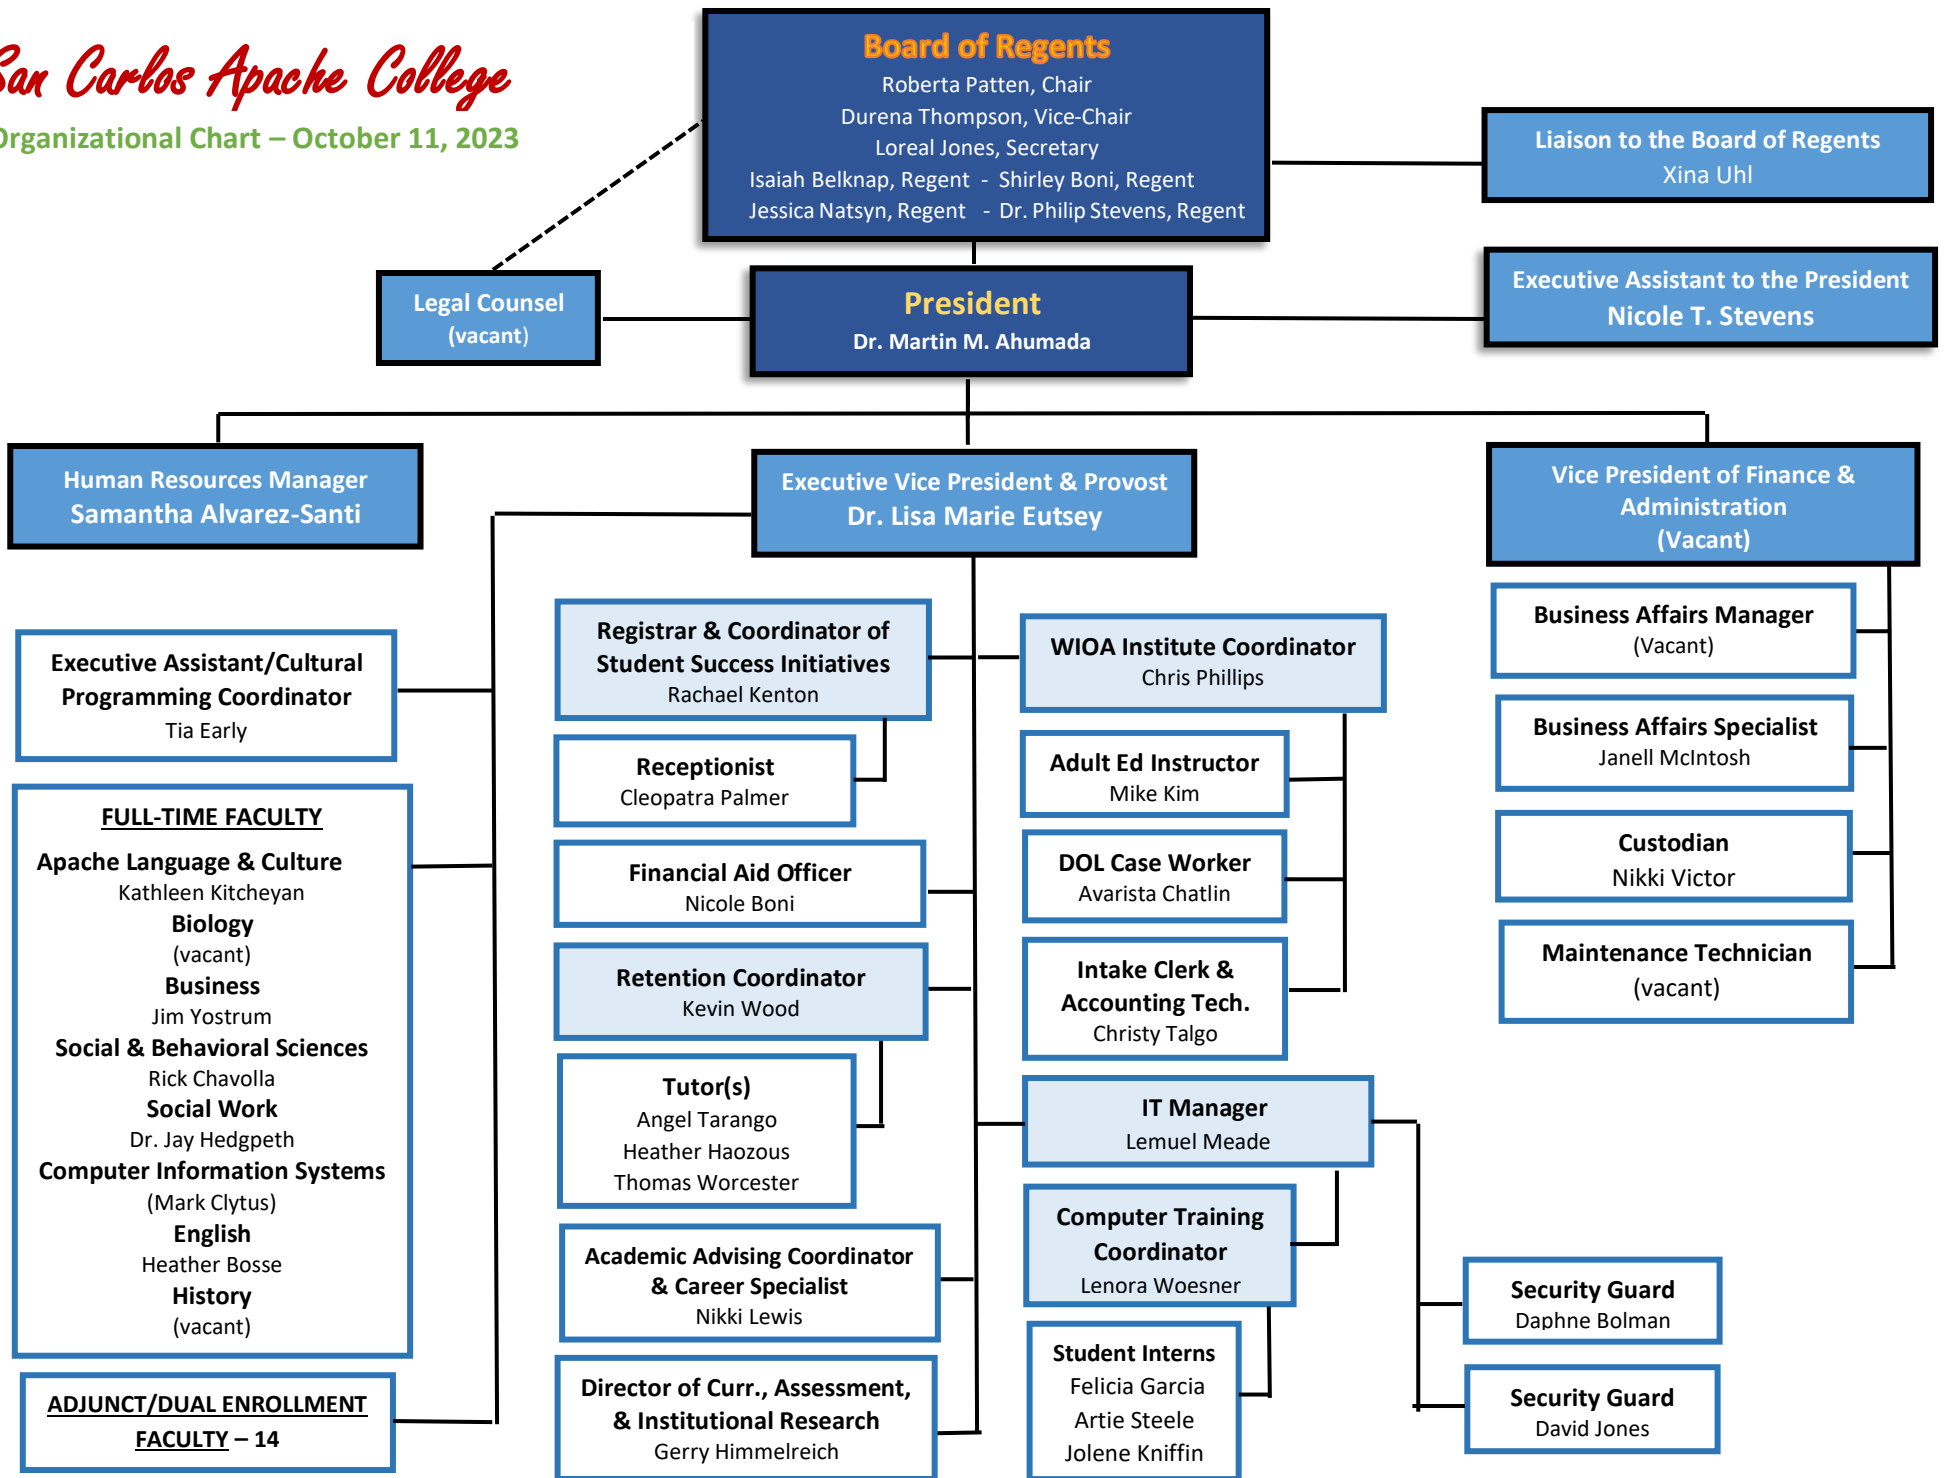 San Carlos Apache College
Organizational Chart – October 11, 2023
Board of Regents
Roberta Patten, Chair
Durena Thompson, Vice-Chair
Loreal Jones, Secretary
Isaiah Belknap, Regent - Shirley Boni, Regent
Jessica Natsyn, Regent - Dr. Philip Stevens, Regent
Liaison to the Board of Regents
Xina Uhl
Legal Counsel
(vacant)
President
Dr. Martin M. Ahumada
Executive Assistant to the President
Nicole T. Stevens
Human Resources Manager
Samantha Alvarez-Santi
Executive Vice President & Provost
Dr. Lisa Marie Eutsey
Vice President of Finance &
Administration
(Vacant)
Executive Assistant/Cultural
Programming Coordinator
Tia Early
FULL-TIME FACULTY
Apache Language & Culture
Kathleen Kitcheyan
Biology
(vacant)
Business
Jim Yostrum
Social & Behavioral Sciences
Rick Chavolla
Social Work
Dr. Jay Hedgpeth
Computer Information Systems
(Mark Clytus)
English
Heather Bosse
History
(vacant)
ADJUNCT/DUAL ENROLLMENT
FACULTY – 14
Registrar & Coordinator of
Student Success Initiatives
Rachael Kenton
Receptionist
Cleopatra Palmer
Financial Aid Officer
Nicole Boni
Retention Coordinator
Kevin Wood
Tutor(s)
Angel Tarango
Heather Haozous
Thomas Worcester
Academic Advising Coordinator
& Career Specialist
Nikki Lewis
Director of Curr., Assessment,
& Institutional Research
Gerry Himmelreich
WIOA Institute Coordinator
Chris Phillips
Adult Ed Instructor
Mike Kim
DOL Case Worker
Avarista Chatlin
Intake Clerk &
Accounting Tech.
Christy Talgo
IT Manager
Lemuel Meade
Computer Training
Coordinator
Lenora Woesner
Student Interns
Felicia Garcia
Artie Steele
Jolene Kniffin
Business Affairs Manager
(Vacant)
Business Affairs Specialist
Janell McIntosh
Custodian
Nikki Victor
Maintenance Technician
(vacant)
Security Guard
Daphne Bolman
Security Guard
David Jones